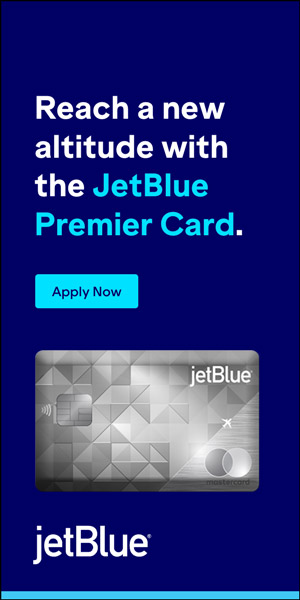 Reach a new
altitude with
the JetBlue
Premier Card.
Apply Now
jetBlue®
mastercard
jetBlue®